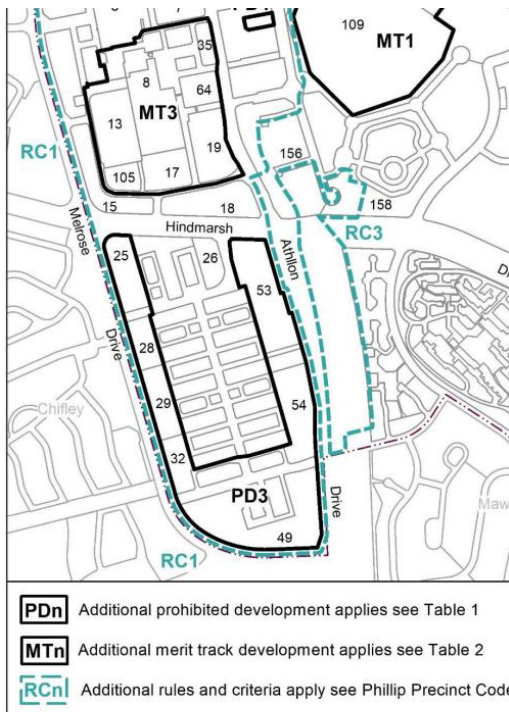 109
MT1
35
8
64
MT3
13
RC1
19
156
105
17
158
15
18
RC3
Hindmarsh
Melrose
Athllon
25
26
53
Drive
28
Chifley
29
54
32
PD3
Drive
49
RC1
PDn Additional prohibited development applies see Table 1
MTn Additional merit track development applies see Table 2
RCn Additional rules and criteria apply see Phillip Precinct Code